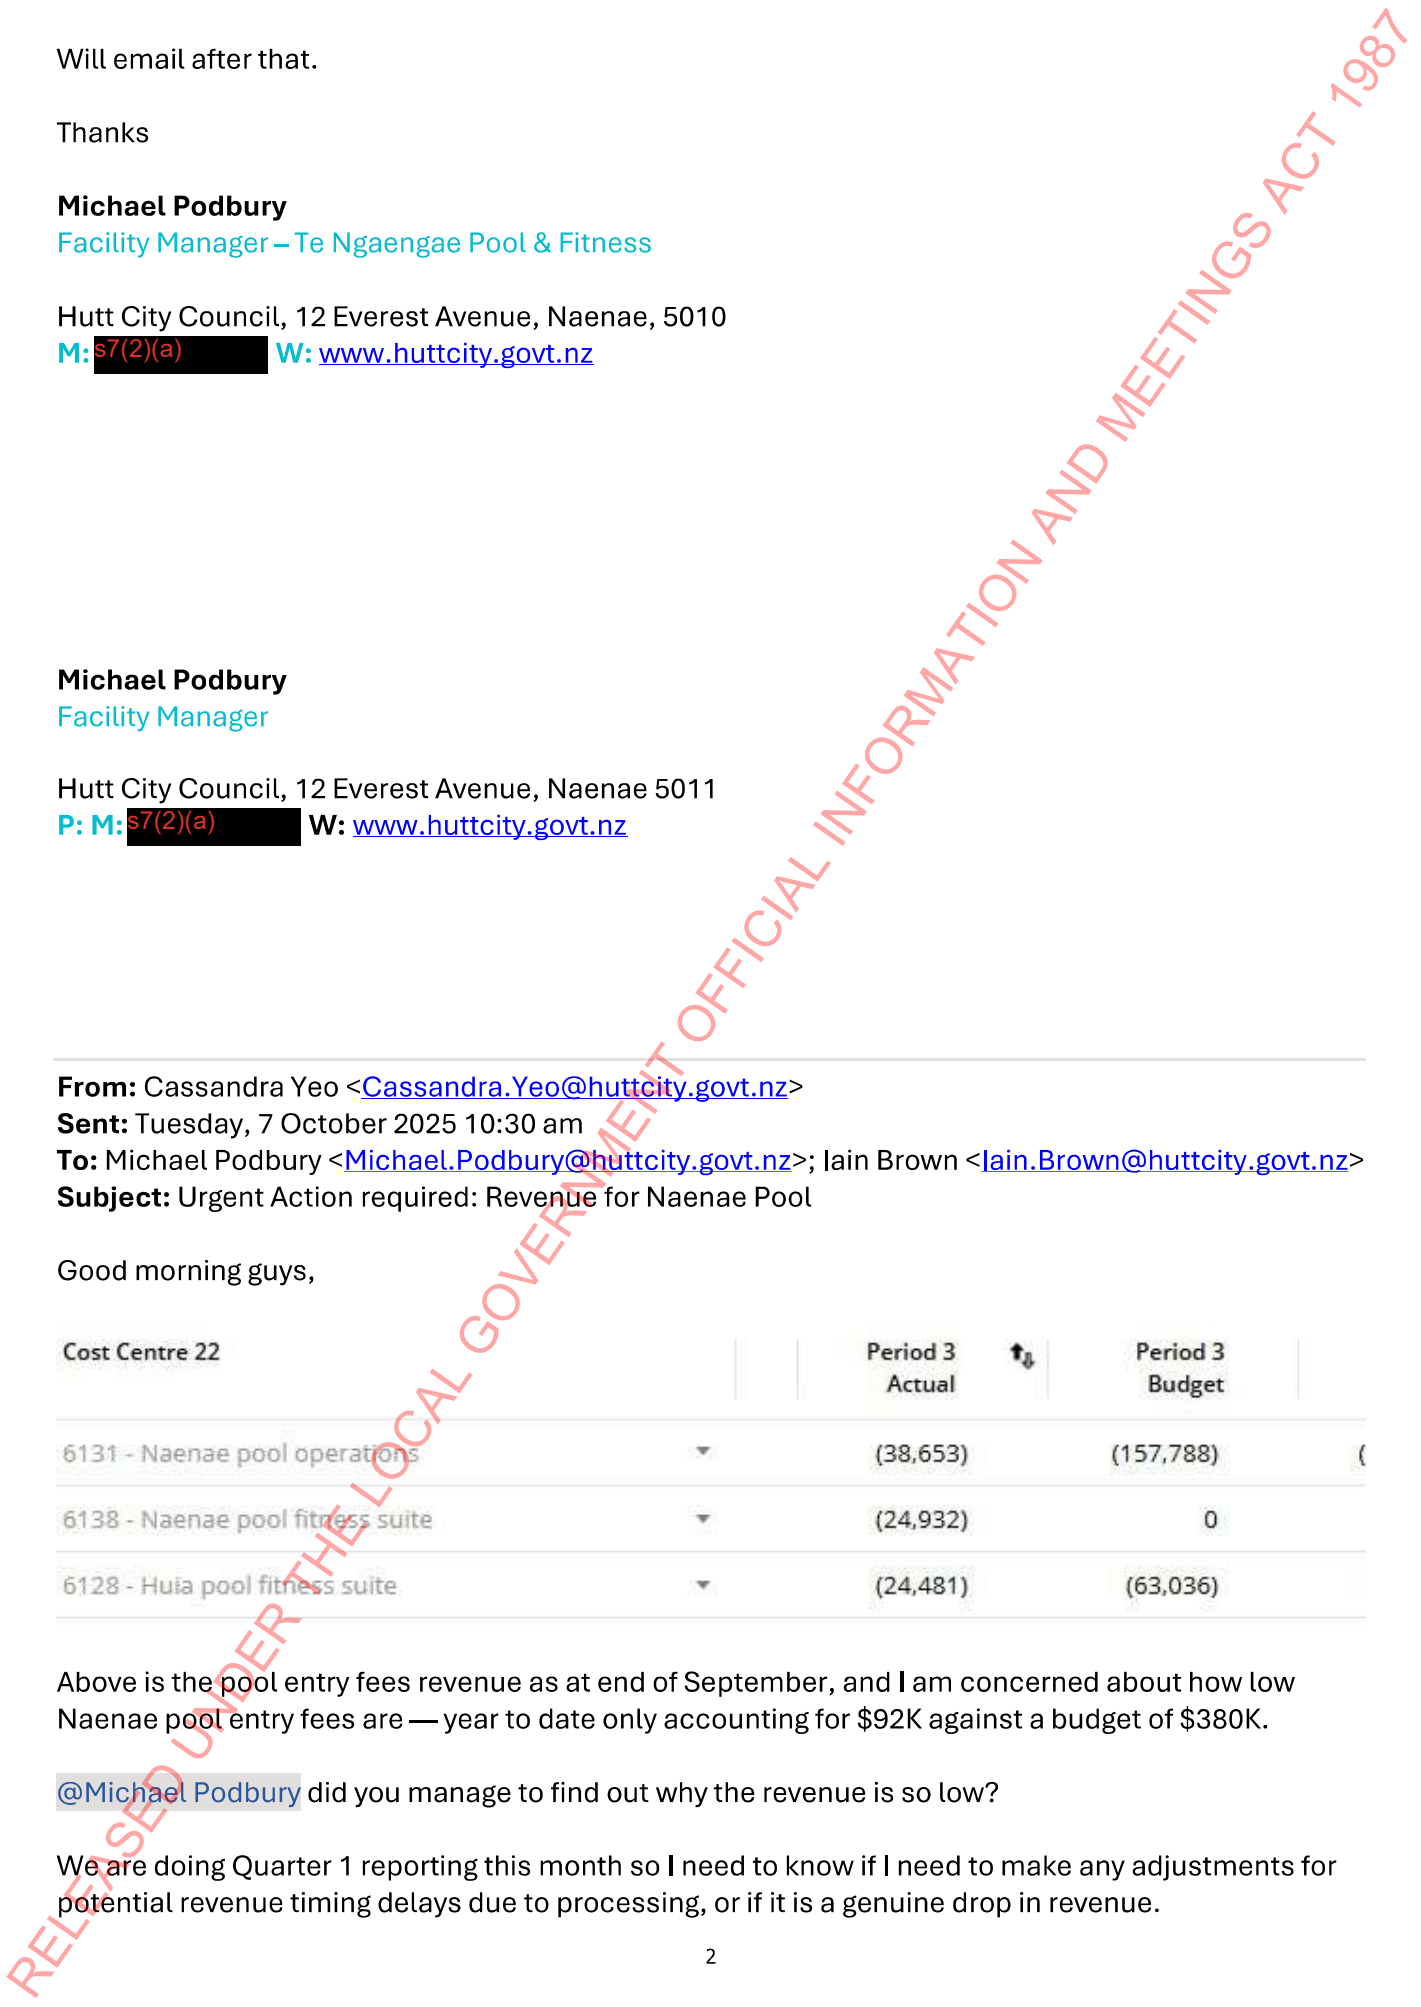 Will email after that.
Thanks
Michael Podbury
Facility Manager – Te Ngaengae Pool & Fitness
Hutt City Council, 12 Everest Avenue, Naenae, 5010
M: s7(2)(a) W: www.huttcity.govt.nz
Michael Podbury
Facility Manager
Hutt City Council, 12 Everest Avenue, Naenae 5011
P: M: s7(2)(a) W: www.huttcity.govt.nz
From: Cassandra Yeo <Cassandra.Yeo@huttcity.govt.nz>
Sent: Tuesday, 7 October 2025 10:30 am
To: Michael Podbury <Michael.Podbury@huttcity.govt.nz>; Iain Brown <Iain.Brown@huttcity.govt.nz>
Subject: Urgent Action required: Revenue for Naenae Pool
Good morning guys,
Cost Centre 22 Period 3 Actual Period 3 Budget
6131 - Naenae pool operations (38,653) (157,788) (
6138 - Naenae pool fitness suite (24,932) 0
6128 - Huia pool fitness suite (24,481) (63,036)
Above is the pool entry fees revenue as at end of September, and I am concerned about how low
Naenae pool entry fees are — year to date only accounting for $92K against a budget of $380K.
@Michael Podbury did you manage to find out why the revenue is so low?
We are doing Quarter 1 reporting this month so I need to know if I need to make any adjustments for
potential revenue timing delays due to processing, or if it is a genuine drop in revenue.
2
RELEASED UNDER THE LOCAL GOVERNMENT OFFICIAL INFORMATION AND MEETINGS ACT 1987